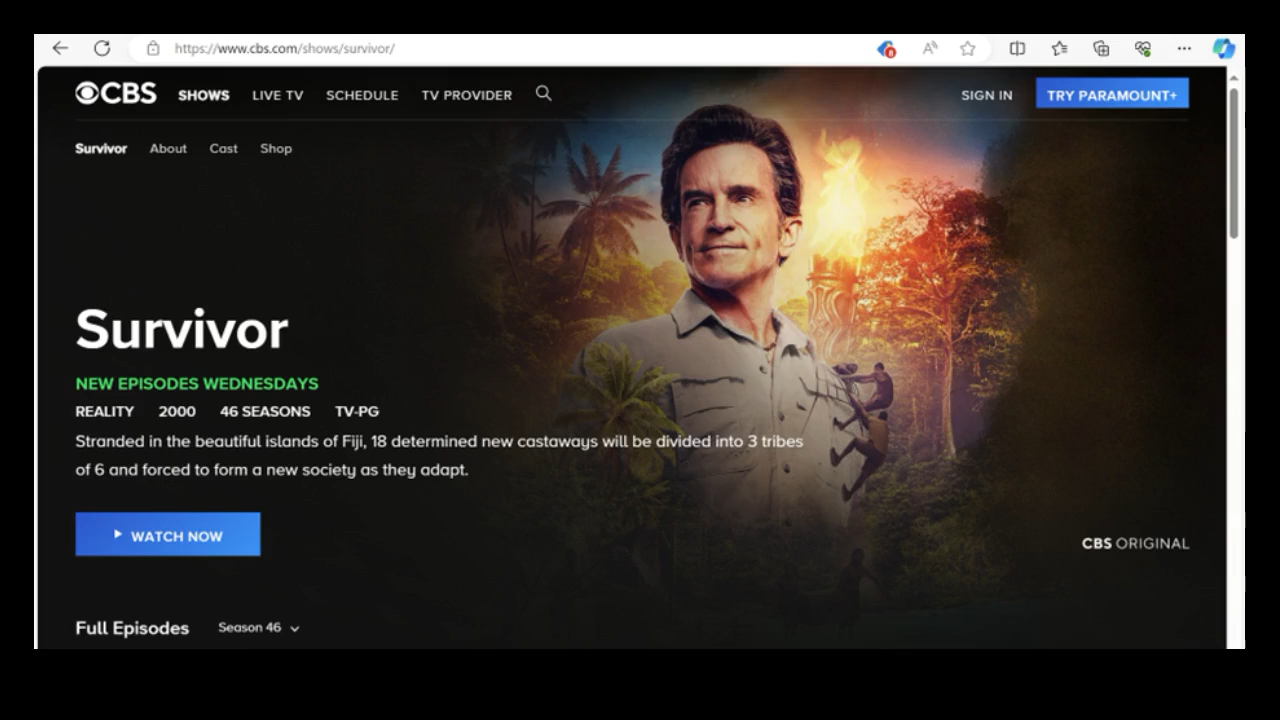 https://www.cbs.com/shows/survivor/
CBS SHOWS LIVE TV SCHEDULE TV PROVIDER SIGN IN TRY PARAMOUNT+
Survivor About Cast Shop
Survivor
NEW EPISODES WEDNESDAYS
REALITY 2000 46 SEASONS TV-PG
Stranded in the beautiful islands of Fiji, 18 determined new castaways will be divided into 3 tribes
of 6 and forced to form a new society as they adapt.
WATCH NOW
CBS ORIGINAL
Full Episodes Season 46